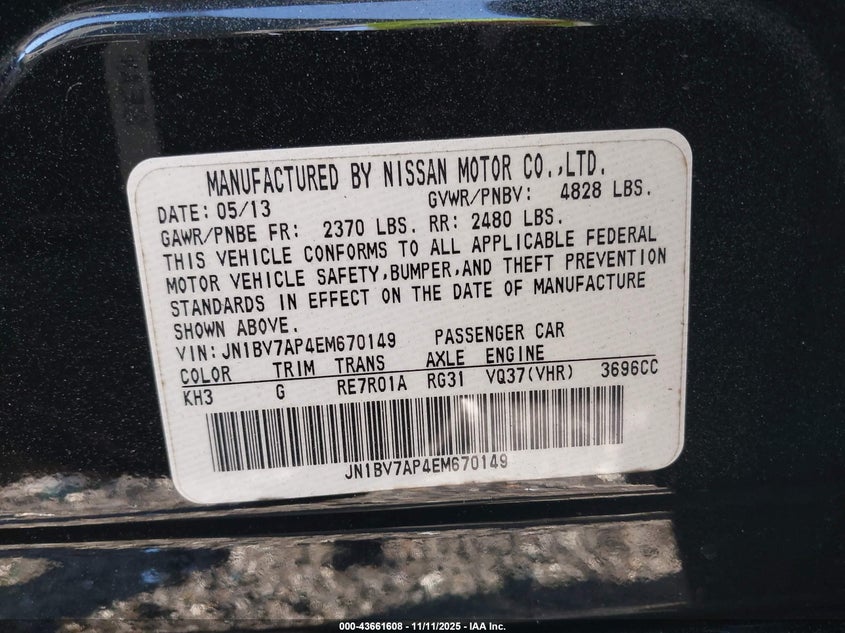 MANUFACTURED BY NISSAN MOTOR CO.,LTD.
DATE: 05/13 GVWR/PNBV: 4828 LBS.
GAWR/PNBE FR: 2370 LBS. RR: 2480 LBS.
THIS VEHICLE CONFORMS TO ALL APPLICABLE FEDERAL
MOTOR VEHICLE SAFETY,BUMPER,AND THEFT PREVENTION
STANDARDS IN EFFECT ON THE DATE OF MANUFACTURE
SHOWN ABOVE.
VIN: JN1BV7AP4EM670149 PASSENGER CAR
COLOR TRIM TRANS AXLE ENGINE
KH3 G RE7R01A RG31 VQ37(VHR) 3696CC
JN1BV7AP4EM670149
000-43661608 - 11/11/2025 - IAA Inc.